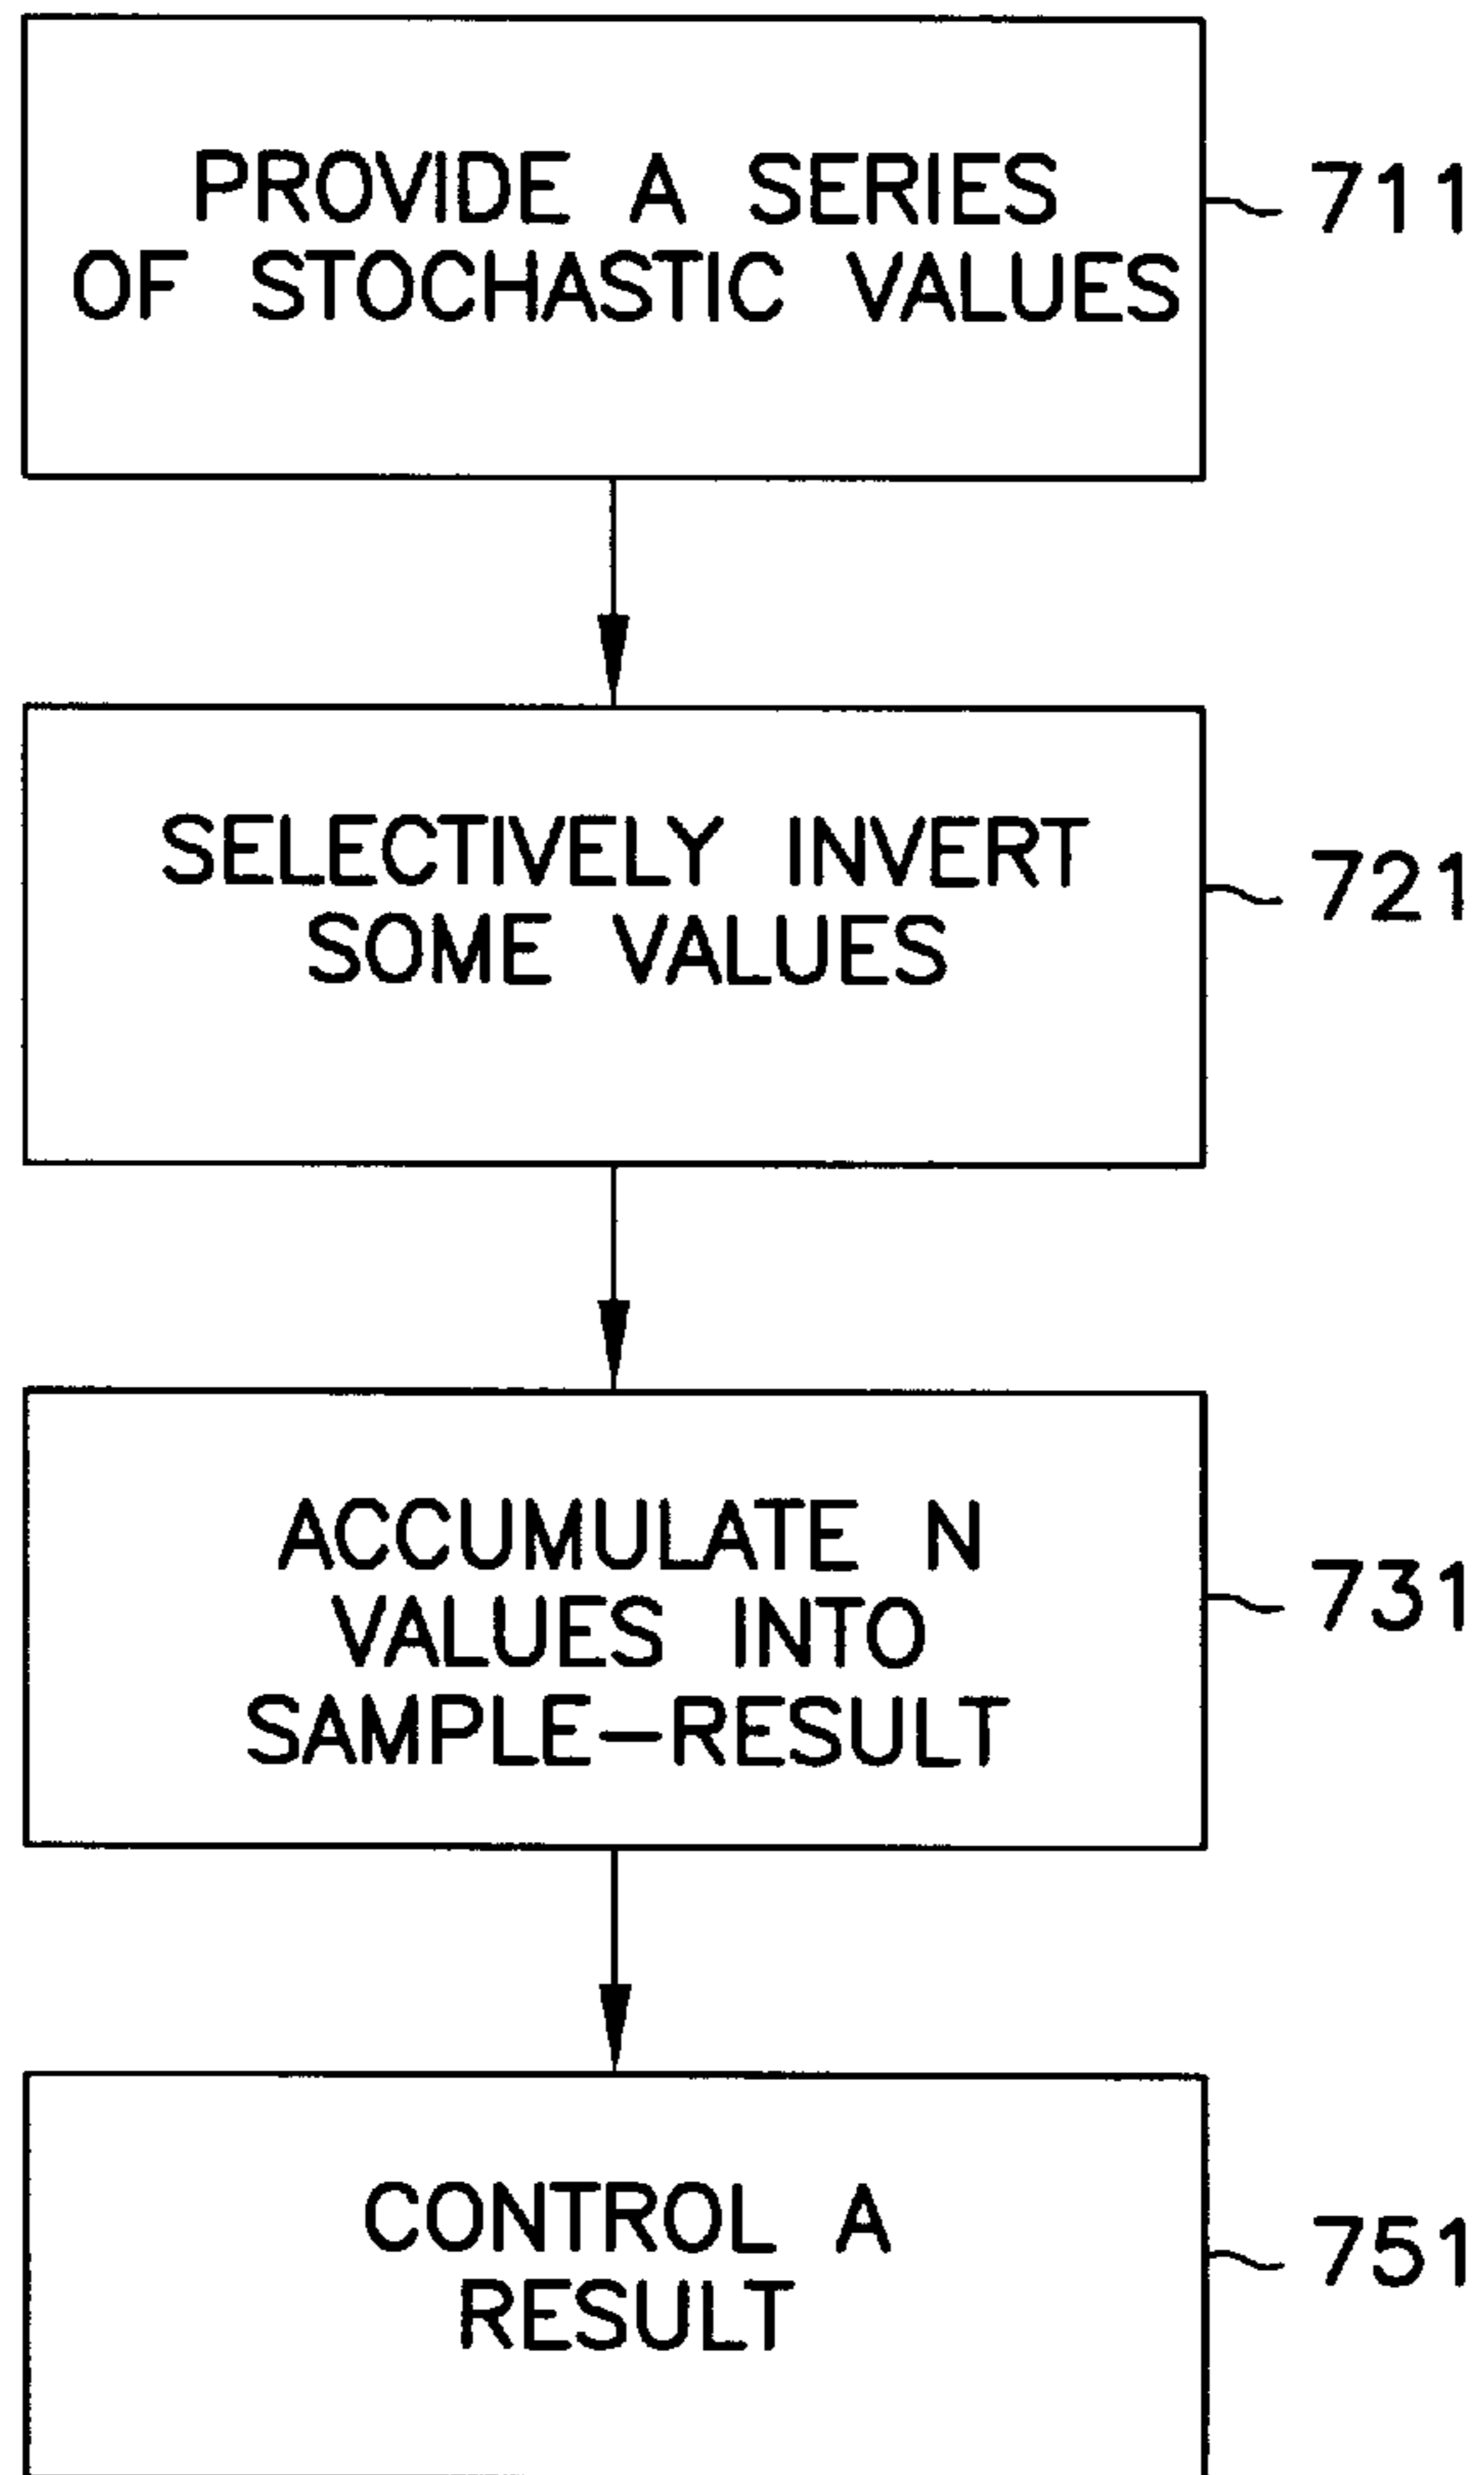 PROVIDE A SERIES
OF STOCHASTIC VALUES
711
SELECTIVELY INVERT
SOME VALUES
721
ACCUMULATE N
VALUES INTO
SAMPLE-RESULT
731
CONTROL A
RESULT
751